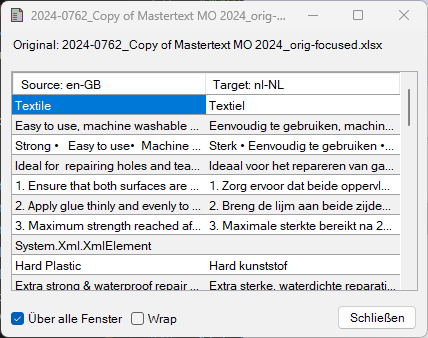 2024-0762_Copy of Mastertext MO 2024_orig-...
Original: 2024-0762_Copy of Mastertext MO 2024_orig-focused.xlsx
Source: en-GB Target: nl-NL
Textile Textiel
Easy to use, machine washable ... Eenvoudig te gebruiken, machin...
Strong • Easy to use• Machine ... Sterk • Eenvoudig te gebruiken •...
Ideal for repairing holes and tea... Ideaal voor het repareren van ga...
1. Ensure that both surfaces are ... 1. Zorg ervoor dat beide oppervl...
2. Apply glue thinly and evenly to ... 2. Breng de lijm aan beide zijde...
3. Maximum strength reached af... 3. Maximale sterkte bereikt na 2...
System.Xml.XmlElement
Hard Plastic Hard kunststof
Extra strong & waterproof repair ... Extra sterke, waterdichte reparati...
Über alle Fenster Wrap Schließen